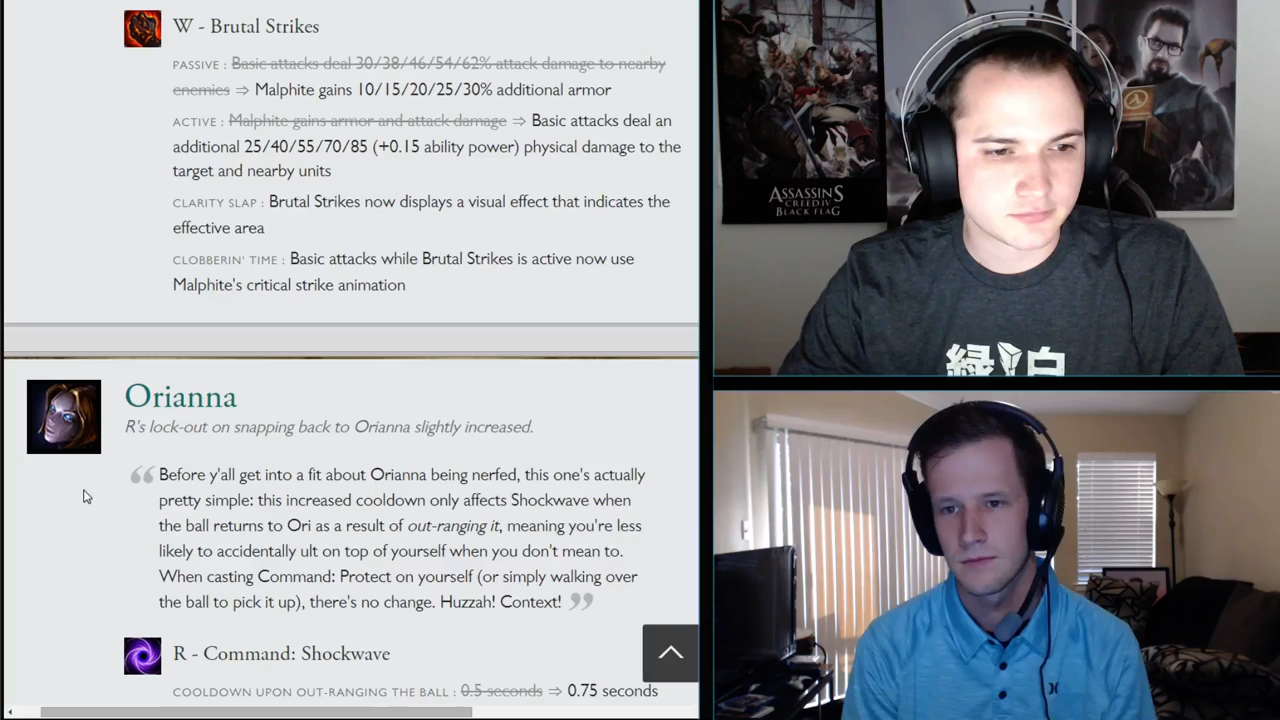 W - Brutal Strikes
PASSIVE : Basic attacks deal 30/38/46/54/62% attack damage to nearby
enemies ⇒ Malphite gains 10/15/20/25/30% additional armor
ACTIVE : Malphite gains armor and attack damage ⇒ Basic attacks deal an
additional 25/40/55/70/85 (+0.15 ability power) physical damage to the
target and nearby units
CLARITY SLAP : Brutal Strikes now displays a visual effect that indicates the
effective area
CLOBBERIN' TIME : Basic attacks while Brutal Strikes is active now use
Malphite's critical strike animation
Orianna
R's lock-out on snapping back to Orianna slightly increased.
“ Before y'all get into a fit about Orianna being nerfed, this one's actually
pretty simple: this increased cooldown only affects Shockwave when
the ball returns to Ori as a result of out-ranging it, meaning you're less
likely to accidentally ult on top of yourself when you don't mean to.
When casting Command: Protect on yourself (or simply walking over
the ball to pick it up), there's no change. Huzzah! Context! ”
R - Command: Shockwave
COOLDOWN UPON OUT-RANGING THE BALL : 0.5 seconds ⇒ 0.75 seconds
ASSASSIN'S
CREED IV
BLACK FLAG
緑 白